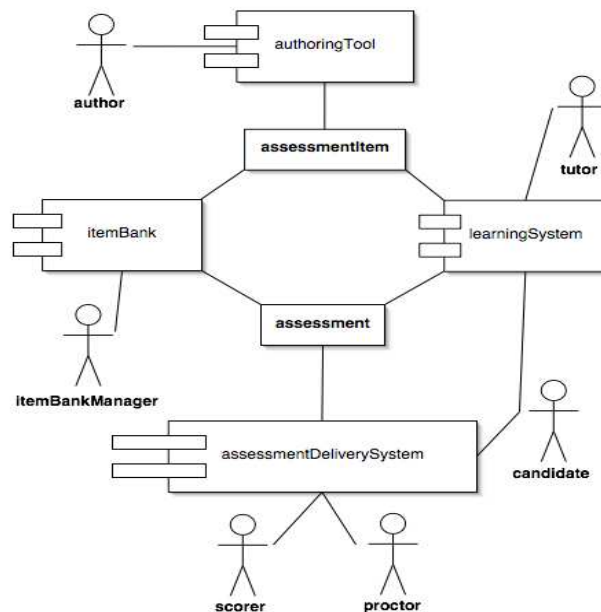 authoringTool
author
assessmentItem
tutor
itemBank
learningSystem
assessment
itemBankManager
assessmentDeliverySystem
candidate
scorer
proctor